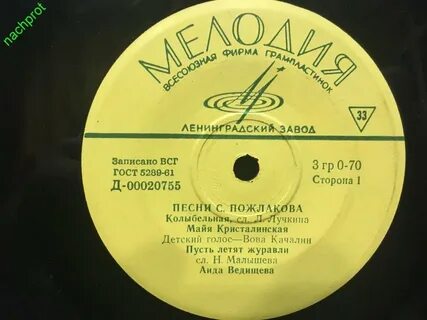 nachprot
МЕЛОДИЯ
ВСЕСОЮЗНАЯ ФИРМА ГРАМПЛАСТИНОК
33
ЛЕНИНГРАДСКИЙ ЗАВОД
Записано ВСГ
ГОСТ 5289-61
Д-00020755
3 гр 0-70
Сторона 1
ПЕСНИ С. ПОЖЛАКОВА
Колыбельная, сл. Л. Лучкина
Майя Кристалинская
Детский голос—Вова Качалин
Пусть летят журавли
сл. Н. Малышева
Аида Ведищева